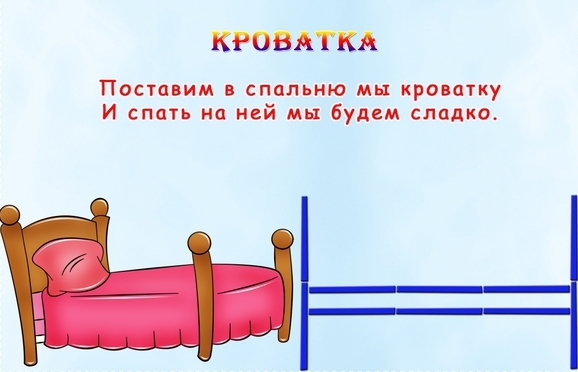 КРОВАТКА
Поставим в спальню мы кроватку
И спать на ней мы будем сладко.